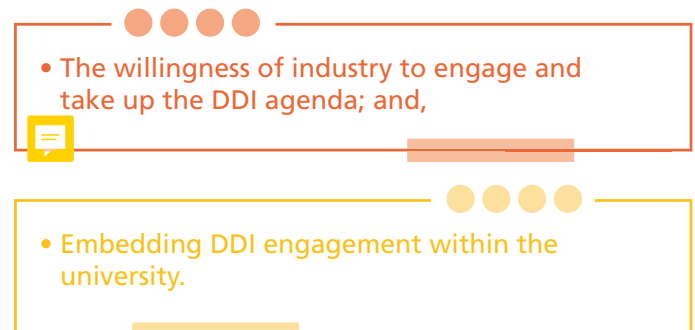 • The willingness of industry to engage and
take up the DDI agenda; and,
• Embedding DDI engagement within the
university.